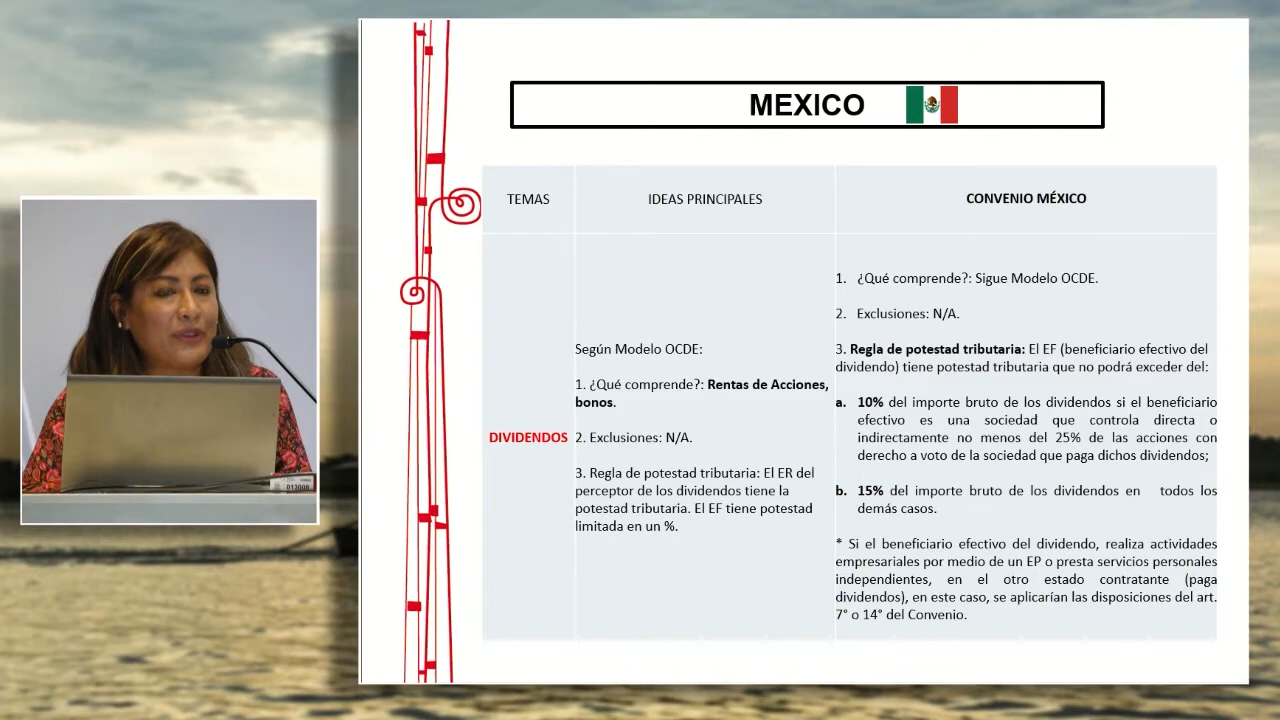 MEXICO
TEMAS
IDEAS PRINCIPALES
CONVENIO MÉXICO
DIVIDENDOS
Según Modelo OCDE:
1. ¿Qué comprende?: Rentas de Acciones,
bonos.
2. Exclusiones: N/A.
3. Regla de potestad tributaria: El ER del
perceptor de los dividendos tiene la
potestad tributaria. El EF tiene potestad
limitada en un %.
1. ¿Qué comprende?: Sigue Modelo OCDE.
2. Exclusiones: N/A.
3. Regla de potestad tributaria: El EF (beneficiario efectivo del
dividendo) tiene potestad tributaria que no podrá exceder del:
a. 10% del importe bruto de los dividendos si el beneficiario
efectivo es una sociedad que controla directa o
indirectamente no menos del 25% de las acciones con
derecho a voto de la sociedad que paga dichos dividendos;
b. 15% del importe bruto de los dividendos en todos los
demás casos.
* Si el beneficiario efectivo del dividendo, realiza actividades
empresariales por medio de un EP o presta servicios personales
independientes, en el otro estado contratante (paga
dividendos), en este caso, se aplicarían las disposiciones del art.
7° o 14° del Convenio.